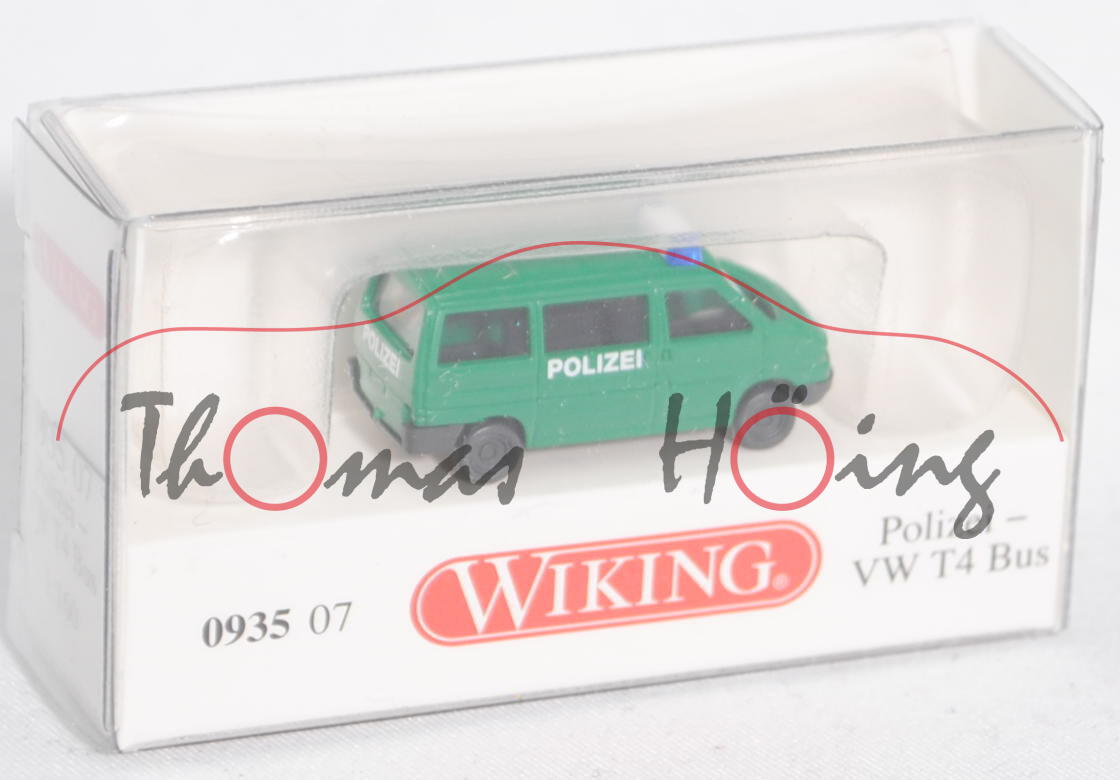 POLIZEI
POLIZEI
Thomas Höing
Polizei –
VW T4 Bus
WIKING®
0935 07